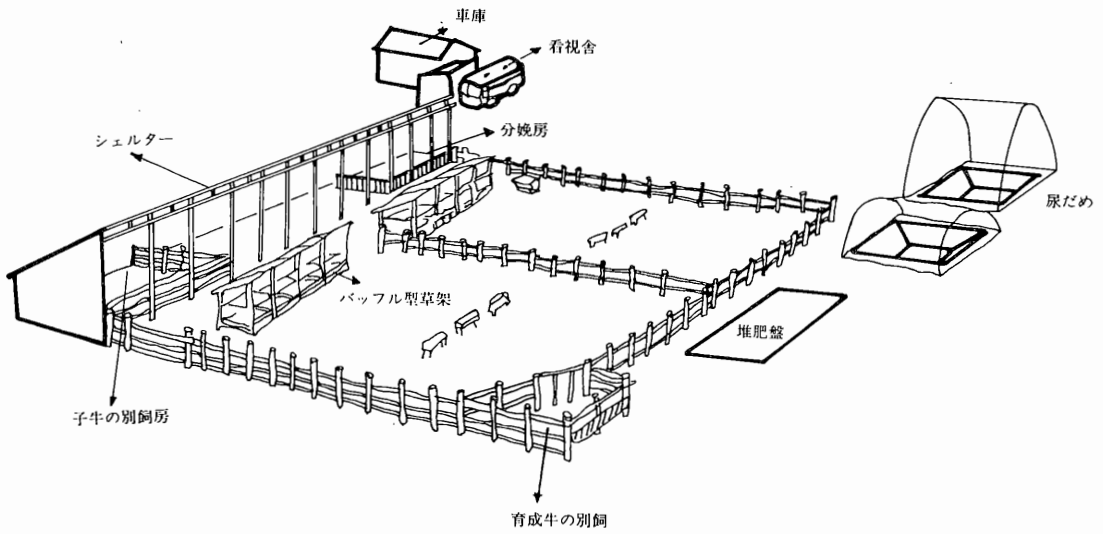 車庫
看視舎
分娩房
シェルター
尿だめ
バッフル型草架
堆肥盤
子牛の別飼房
育成牛の別飼